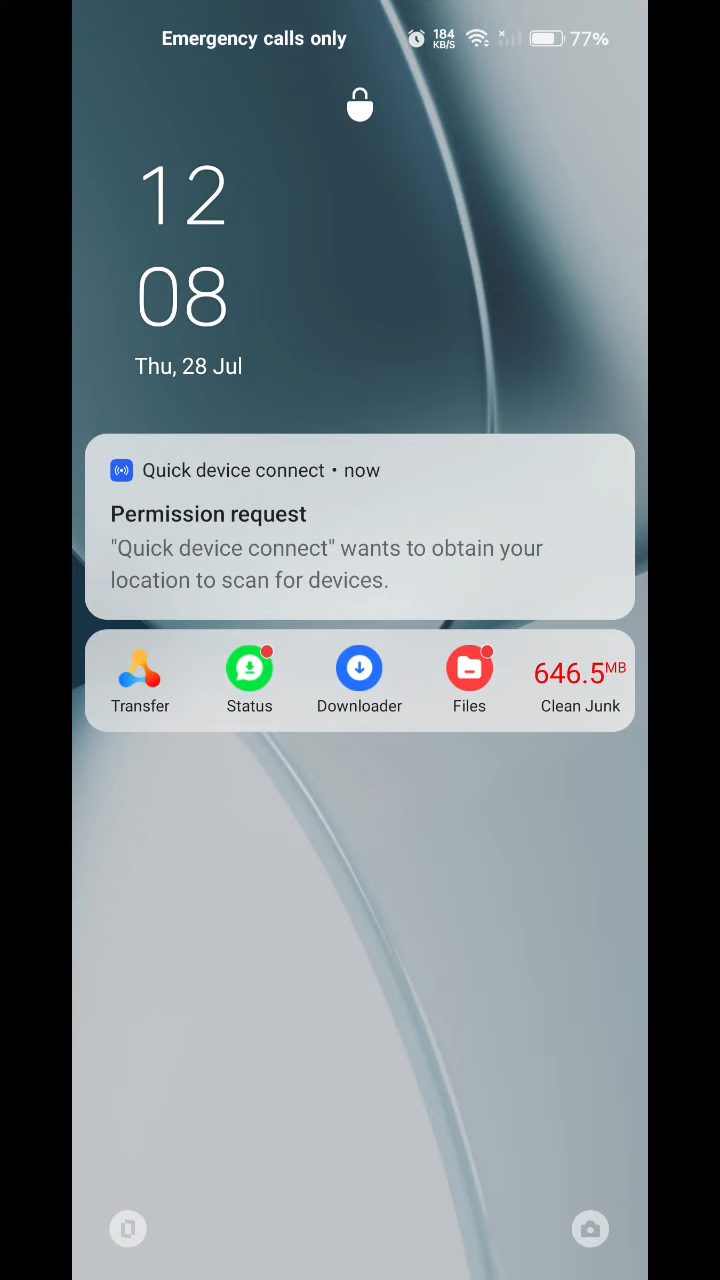 Emergency calls only 184 KB/S 77%
12
08
Thu, 28 Jul
Quick device connect • now
Permission request
"Quick device connect" wants to obtain your
location to scan for devices.
646.5MB
Transfer Status Downloader Files Clean Junk